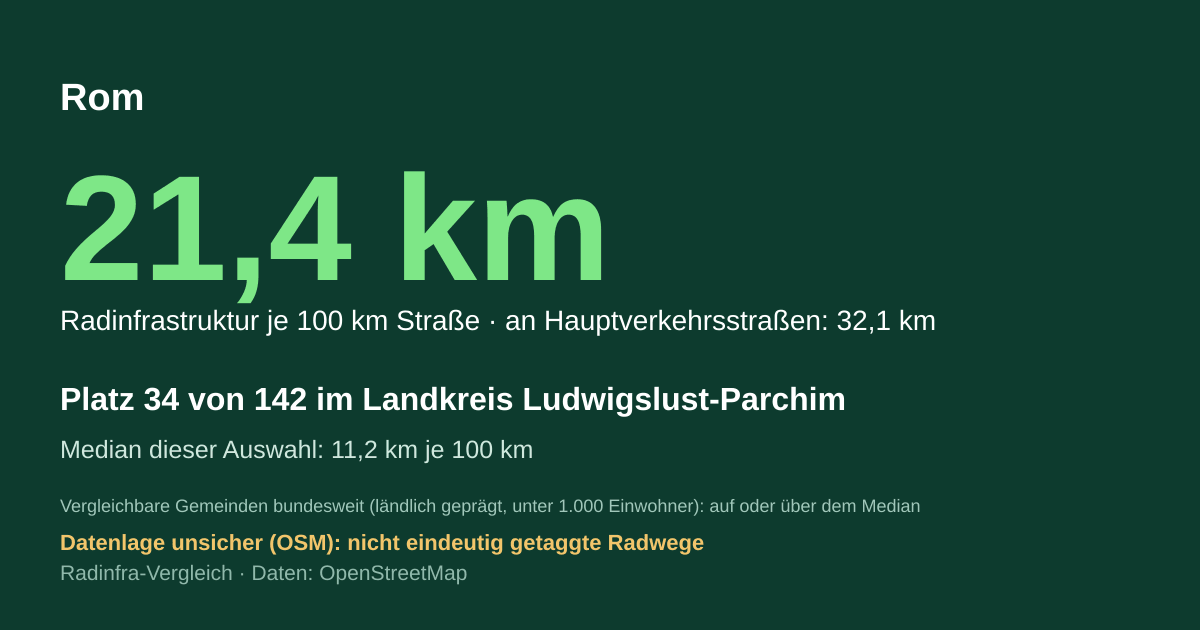 Rom
21,4 km
Radinfrastruktur je 100 km Straße · an Hauptverkehrsstraßen: 32,1 km
Platz 34 von 142 im Landkreis Ludwigslust-Parchim
Median dieser Auswahl: 11,2 km je 100 km
Vergleichbare Gemeinden bundesweit (ländlich geprägt, unter 1.000 Einwohner): auf oder über dem Median
Datenlage unsicher (OSM): nicht eindeutig getaggte Radwege
Radinfra-Vergleich · Daten: OpenStreetMap